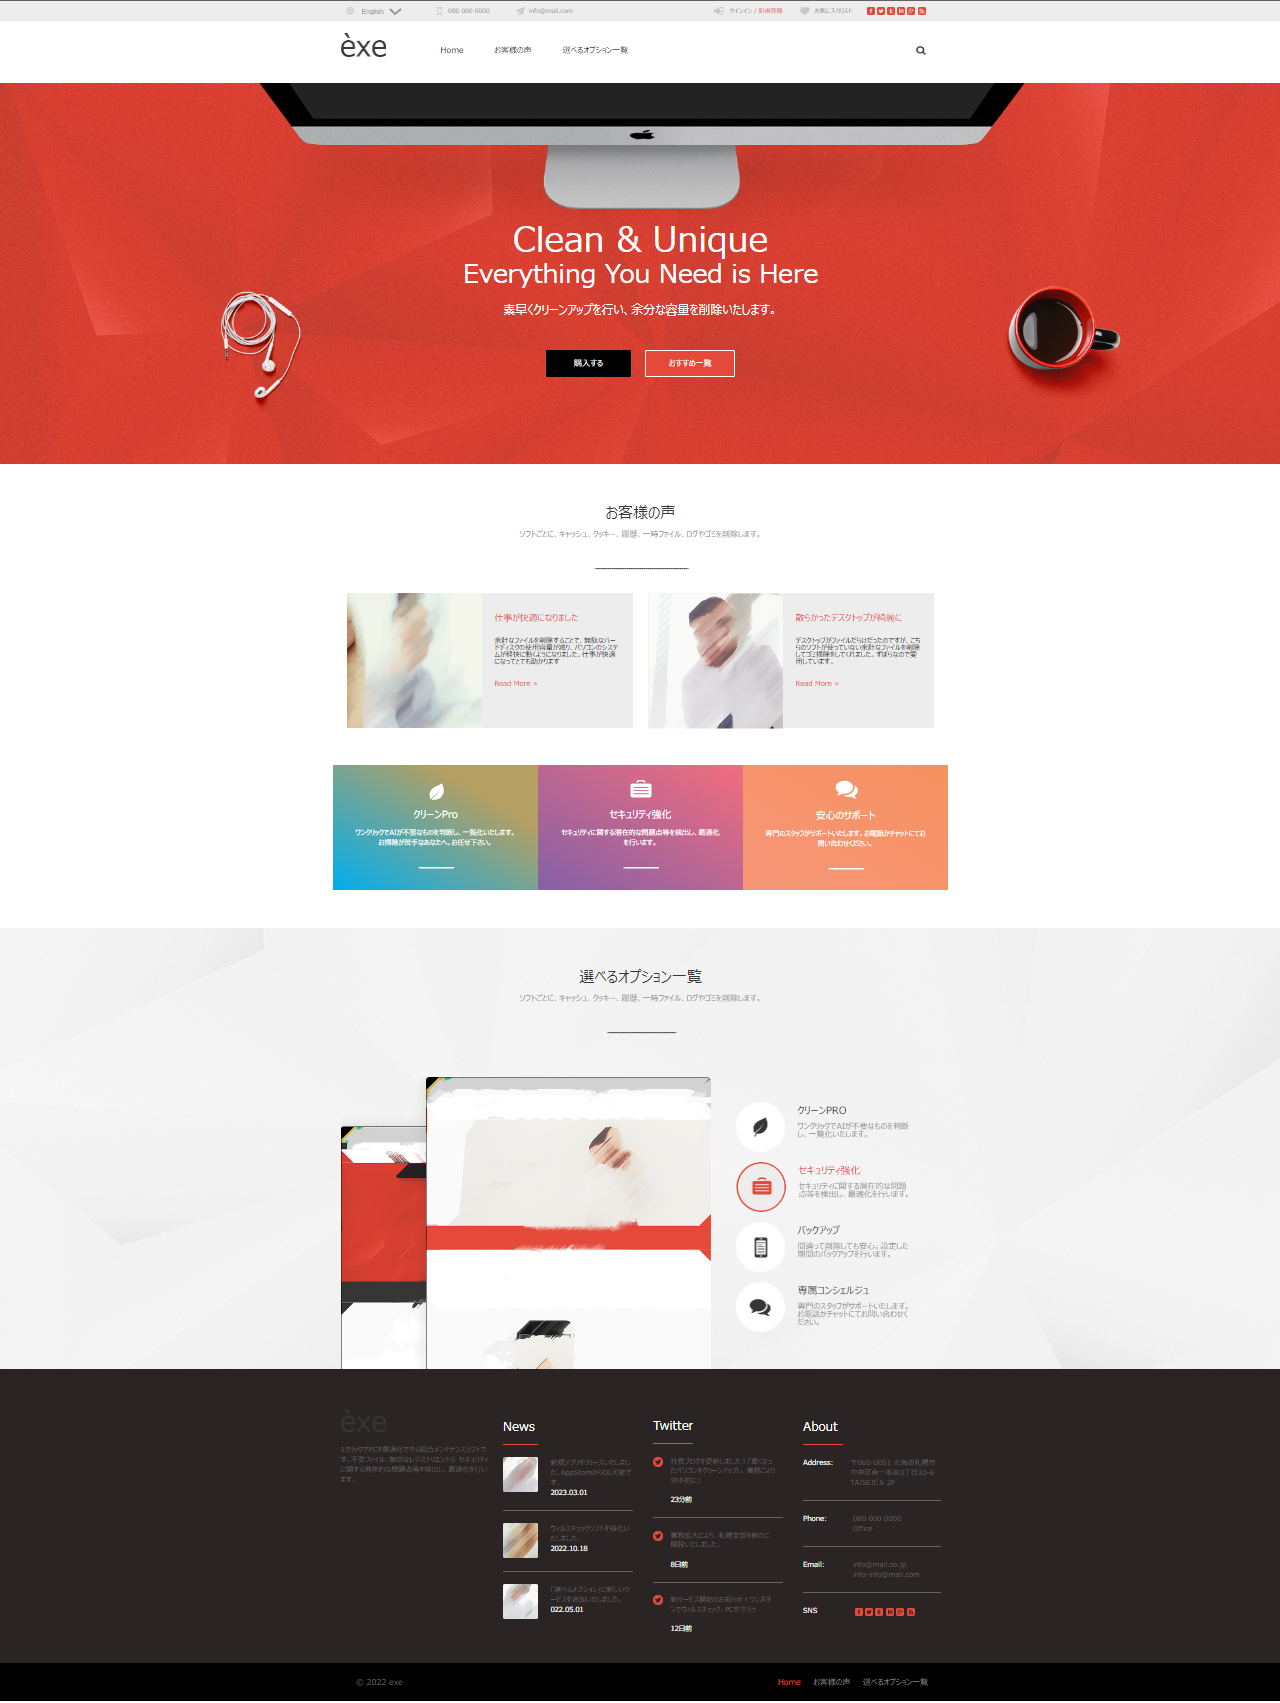 English
080 000 0000
info@mail.com
サインイン / 新規登録
お気に入りリスト
èxe
Home
お客様の声
選べるオプション一覧
Clean & Unique
Everything You Need is Here
素早くクリーンアップを行い、余分な容量を削除いたします。
購入する
おすすめ一覧
お客様の声
ソフトごとに、キャッシュ、クッキー、履歴、一時ファイル、ログやゴミを削除します。
仕事が快適になりました
余計なファイルを削除することで、無駄なハー
ドディスクの使用容量が減り、パソコンのシステ
ムが軽快に動くようになりました。仕事が快適
になってとても助かります
Read More »
散らかったデスクトップが綺麗に
デスクトップがファイルだらけだったのですが、こち
らのソフトが使っていない余計なファイルを削除
してゴミ掃除をしてくれました。ずぼらなので愛
用しています。
Read More »
クリーンPro
ワンクリックでAIが不要なものを判断し、一覧化いたします。
お掃除が苦手なあなたへ。お任せ下さい。
セキュリティ強化
セキュリティに関する潜在的な問題点等を検出し、最適化
を行います。
安心のサポート
専門のスタッフがサポートいたします。お電話かチャットにてお
問い合わせください。
選べるオプション一覧
ソフトごとに、キャッシュ、クッキー、履歴、一時ファイル、ログやゴミを削除します。
クリーンPRO
ワンクリックでAIが不要なものを判断
し、一覧化いたします。
セキュリティ強化
セキュリティに関する潜在的な問題
点等を検出し、最適化を行います。
バックアップ
間違って削除しても安心。設定した
期間のバックアップを行います。
専属コンシェルジュ
専門のスタッフがサポートいたします。
お電話かチャットにてお問い合わせく
ださい。
èxe
1クリックでPCを最適化できる総合メンテナンスソフトで
す。不要ファイル、無効なレジストリエントリ、セキュリティ
に関する潜在的な問題点等を検出し、最適化を行い
ます。
News
新規アプリをリリースいたしまし
た。AppStoreからDL可能で
す。
2023.03.01
ウィルスチェックソフトを強化い
たしました。
2022.10.18
「選べるオプション」に新しいサ
ービスを追加いたしました。
022.05.01
Twitter
社長ブログを更新しました！「重くなっ
たパソコンをクリーンアップし、業務により
効率的に」
23分前
業務拡大により、札幌支部を新たに
開設いたしました。
8日前
新サービス開始のお知らせ！ワンボタ
ンでウィルスチェック。PCを守ろう
12日前
About
Address:
〒060-0051 北海道札幌市
中央区南一条東3丁目10-6
TAISEIビル 2F
Phone:
080 000 0000
Office
Email:
info@mail.co.jp
info-info@mail.com
SNS
© 2022 exe
Home
お客様の声
選べるオプション一覧